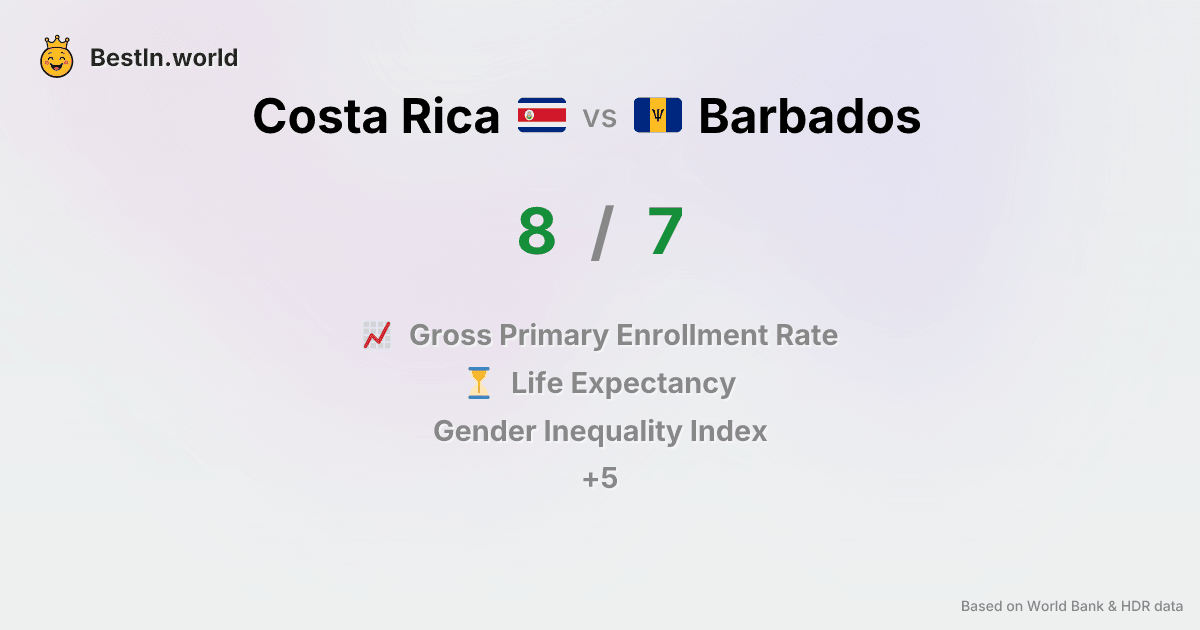 BestIn.world
Costa Rica vs Barbados
8 / 7
Gross Primary Enrollment Rate
Life Expectancy
Gender Inequality Index
+5
Based on World Bank & HDR data